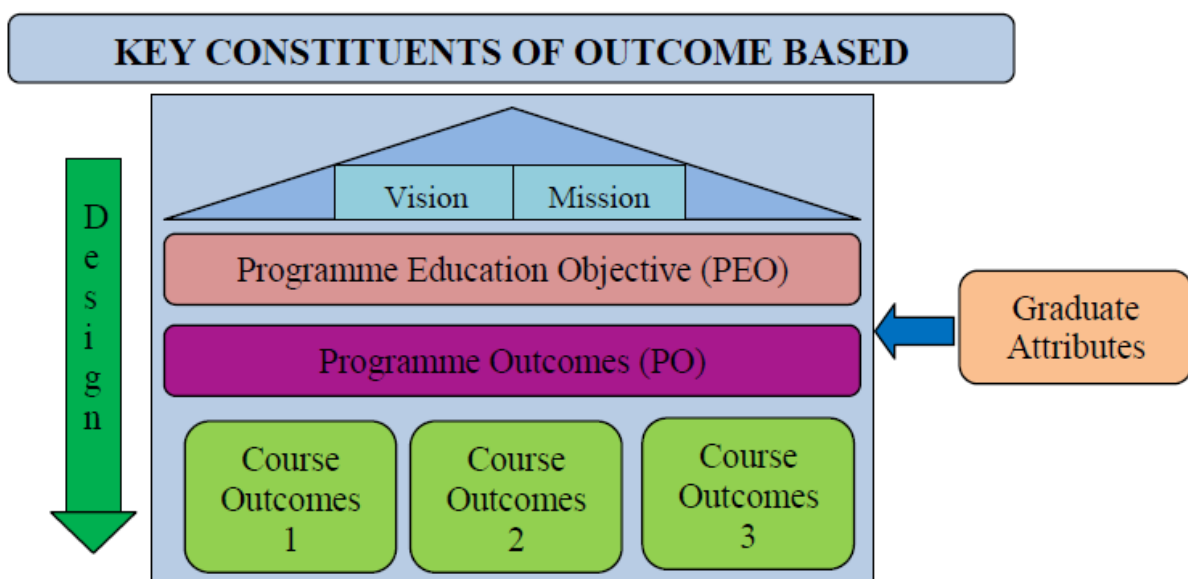 KEY CONSTITUENTS OF OUTCOME BASED
Design
Vision
Mission
Programme Education Objective (PEO)
Programme Outcomes (PO)
Graduate
Attributes
Course
Outcomes
1
Course
Outcomes
2
Course
Outcomes
3